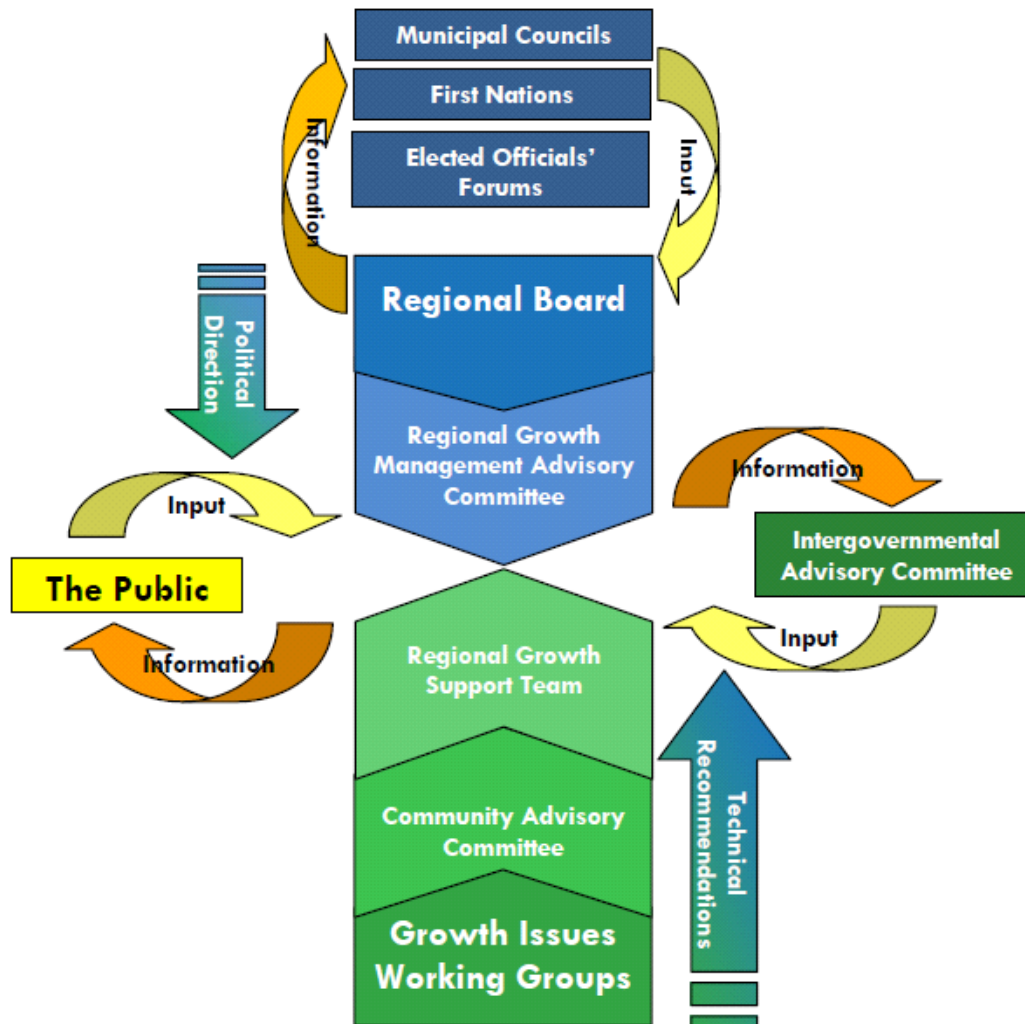 Municipal Councils
First Nations
Elected Officials'
Forums
Information
Input
Regional Board
Political
Direction
Regional Growth
Management Advisory
Committee
Input
The Public
Information
Information
Intergovernmental
Advisory Committee
Input
Regional Growth
Support Team
Community Advisory
Committee
Technical
Recommendations
Growth Issues
Working Groups